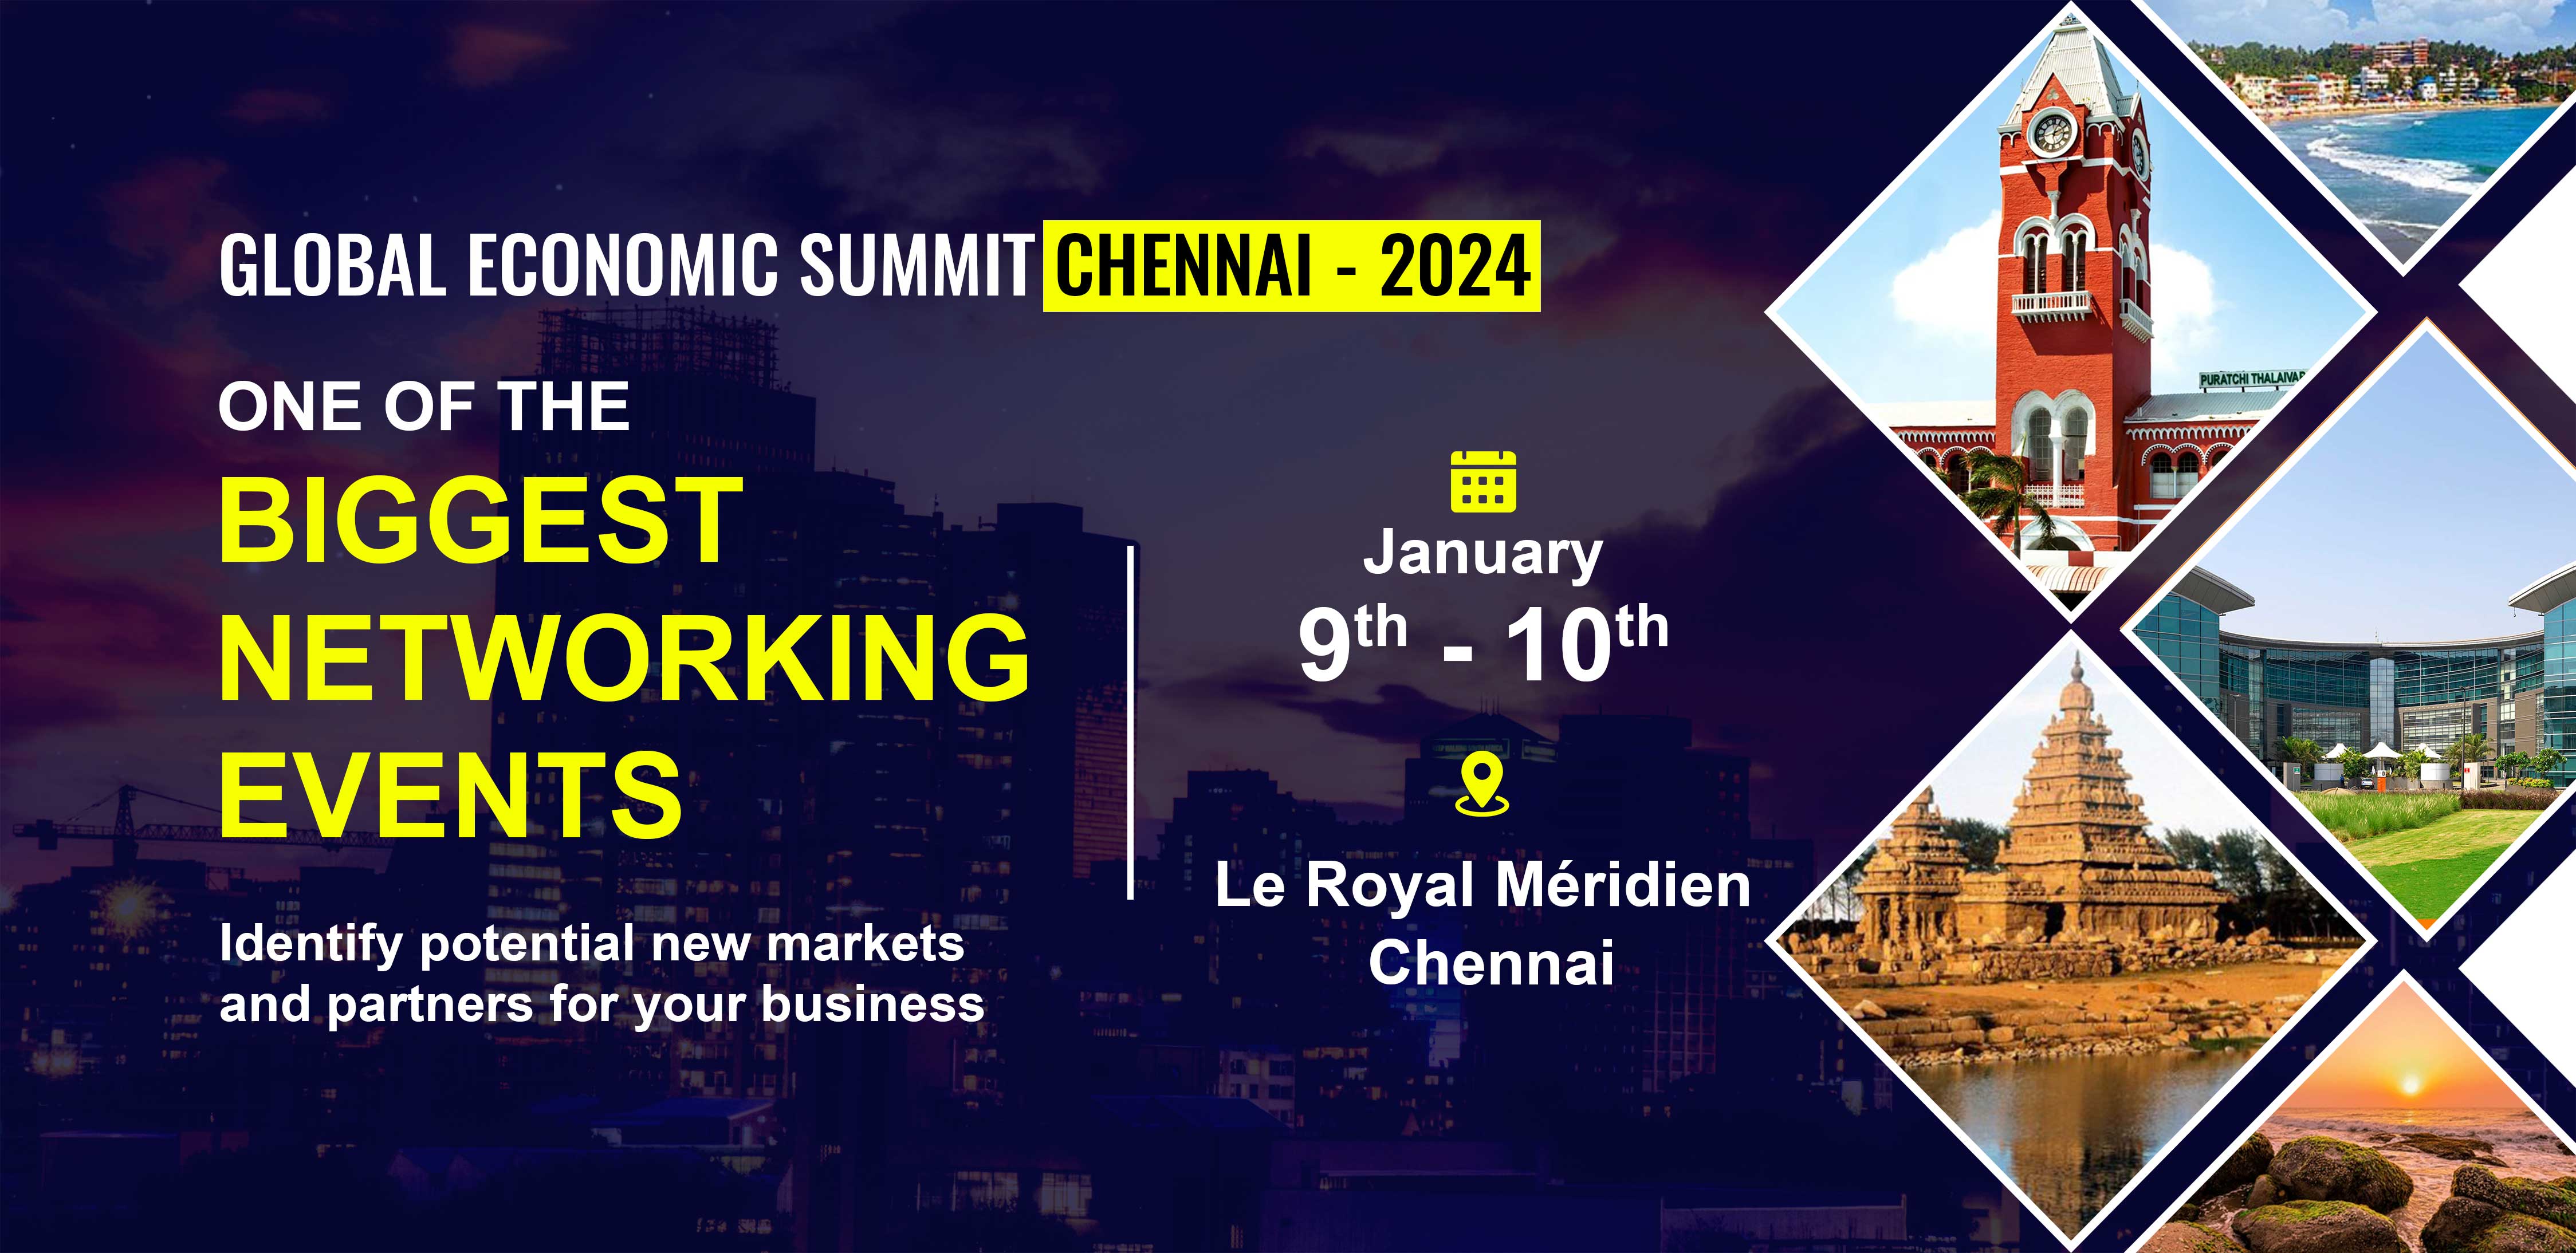 GLOBAL ECONOMIC SUMMIT CHENNAI - 2024
ONE OF THE
BIGGEST
NETWORKING
EVENTS
Identify potential new markets
and partners for your business
January
9th - 10th
Le Royal Méridien
Chennai
PURATCHI THALAIVAR